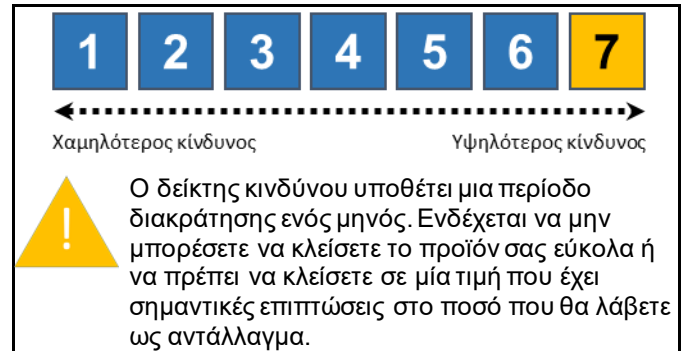 1 2 3 4 5 6 7
Χαμηλότερος κίνδυνος Υψηλότερος κίνδυνος
Ο δείκτης κινδύνου υποθέτει μια περίοδο
διακράτησης ενός μηνός. Ενδέχεται να μην
μπορέσετε να κλείσετε το προϊόν σας εύκολα ή
να πρέπει να κλείσετε σε μία τιμή που έχει
σημαντικές επιπτώσεις στο ποσό που θα λάβετε
ως αντάλλαγμα.